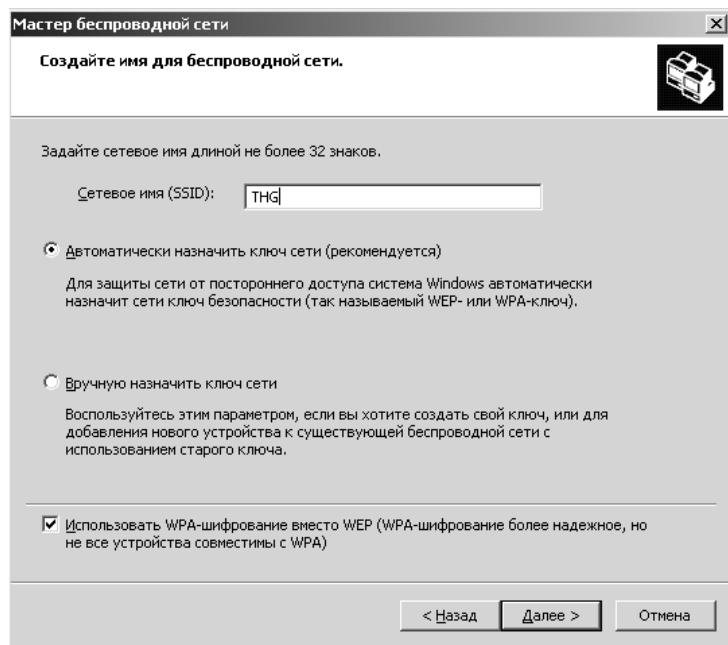 Мастер беспроводной сети
Создайте имя для беспроводной сети.
Задайте сетевое имя длиной не более 32 знаков.
Сетевое имя (SSID): THG
Автоматически назначить ключ сети (рекомендуется)
Для защиты сети от постороннего доступа система Windows автоматически
назначит сети ключ безопасности (так называемый WEP- или WPA-ключ).
Вручную назначить ключ сети
Воспользуйтесь этим параметром, если вы хотите создать свой ключ, или для
добавления нового устройства к существующей беспроводной сети с
использованием старого ключа.
Использовать WPA-шифрование вместо WEP (WPA-шифрование более надежное, но
не все устройства совместимы с WPA)
< Назад Далее > Отмена